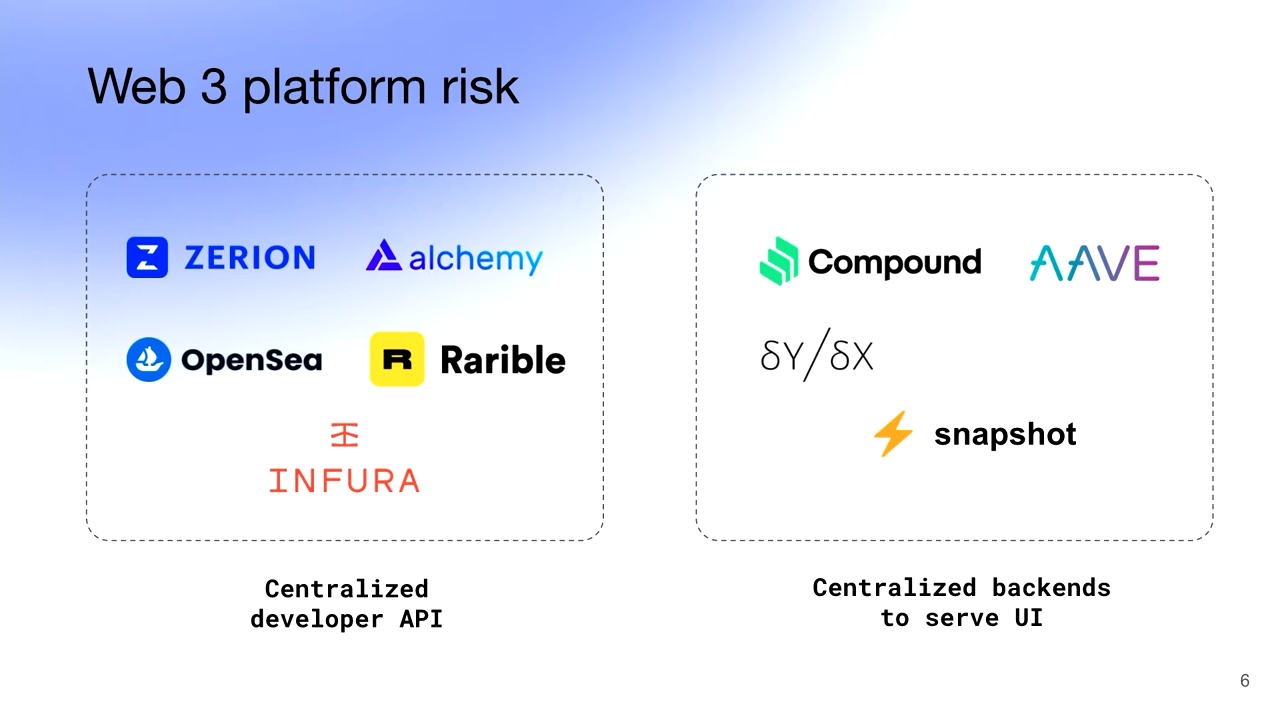 Web 3 platform risk
ZERION
alchemy
OpenSea
R Rarible
INFURA
Centralized
developer API
Compound
AAVE
δY/δX
snapshot
Centralized backends
to serve UI
6